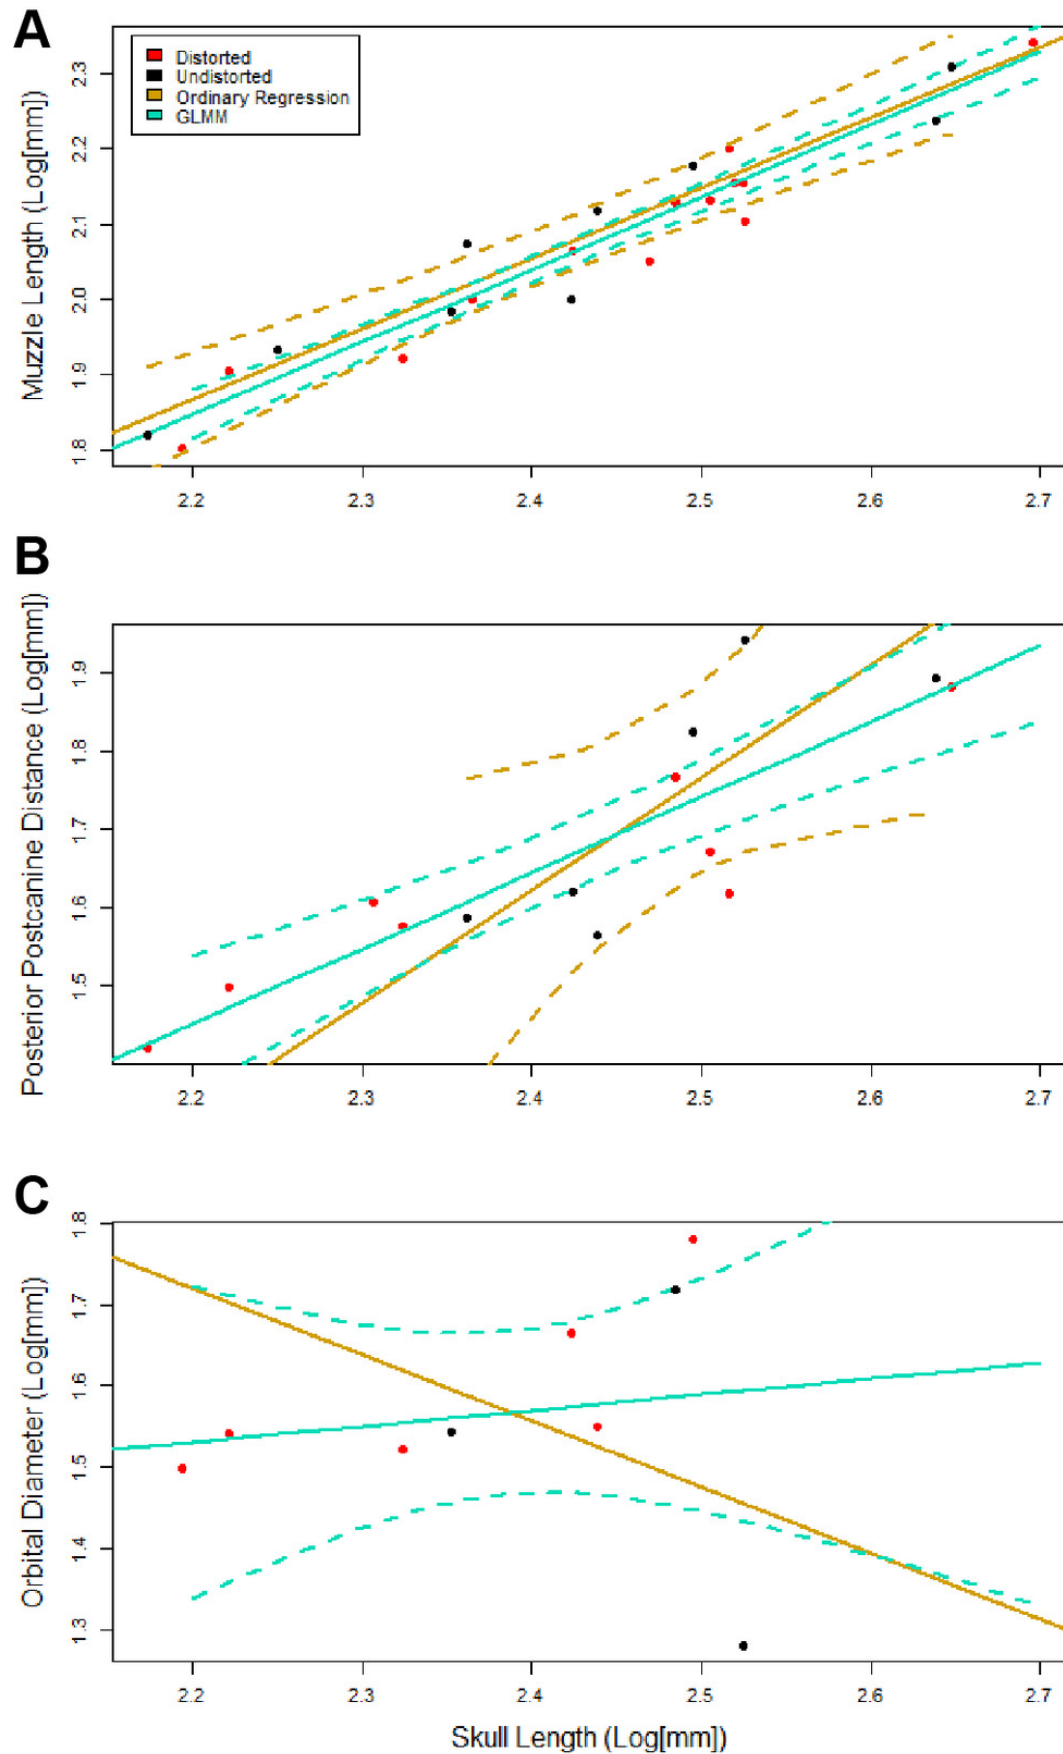 A
Distorted
Undistorted
Ordinary Regression
GLMM
Muzzle Length (Log[mm])
2.3
2.2
2.1
2.0
1.9
1.8
2.2 2.3 2.4 2.5 2.6 2.7
B
Posterior Postcanine Distance (Log[mm])
1.9
1.8
1.7
1.6
1.5
2.2 2.3 2.4 2.5 2.6 2.7
C
Orbital Diameter (Log[mm])
1.8
1.7
1.6
1.5
1.4
1.3
2.2 2.3 2.4 2.5 2.6 2.7
Skull Length (Log[mm])